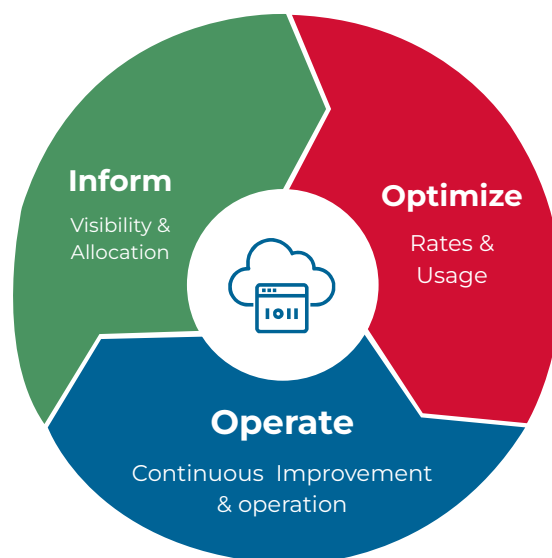 Inform
Visibility &
Allocation
Optimize
Rates &
Usage
Operate
Continuous Improvement
& operation